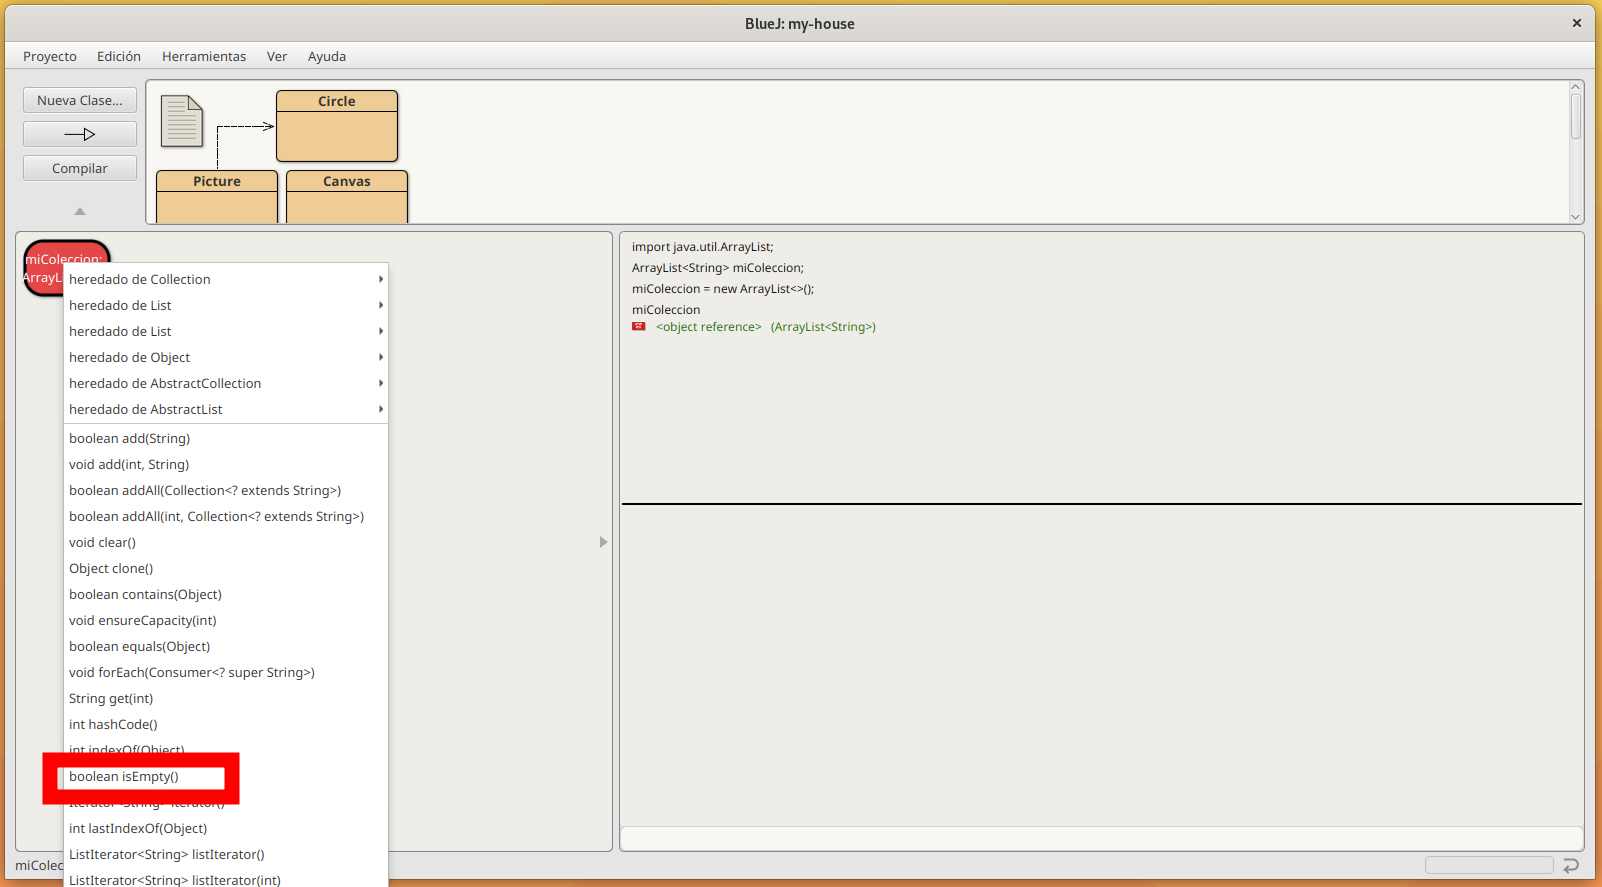 BlueJ: my-house
Proyecto Edición Herramientas Ver Ayuda
Nueva Clase...
Compilar
Circle
Picture
Canvas
miColeccion:
ArrayL
heredado de Collection
heredado de List
heredado de List
heredado de Object
heredado de AbstractCollection
heredado de AbstractList
boolean add(String)
void add(int, String)
boolean addAll(Collection<? extends String>)
boolean addAll(int, Collection<? extends String>)
void clear()
Object clone()
boolean contains(Object)
void ensureCapacity(int)
boolean equals(Object)
void forEach(Consumer<? super String>)
String get(int)
int hashCode()
int indexOf(Object)
boolean isEmpty()
Iterator<String> iterator()
int lastIndexOf(Object)
ListIterator<String> listIterator()
ListIterator<String> listIterator(int)
import java.util.ArrayList;
ArrayList<String> miColeccion;
miColeccion = new ArrayList<>();
miColeccion
<object reference> (ArrayList<String>)
miColec